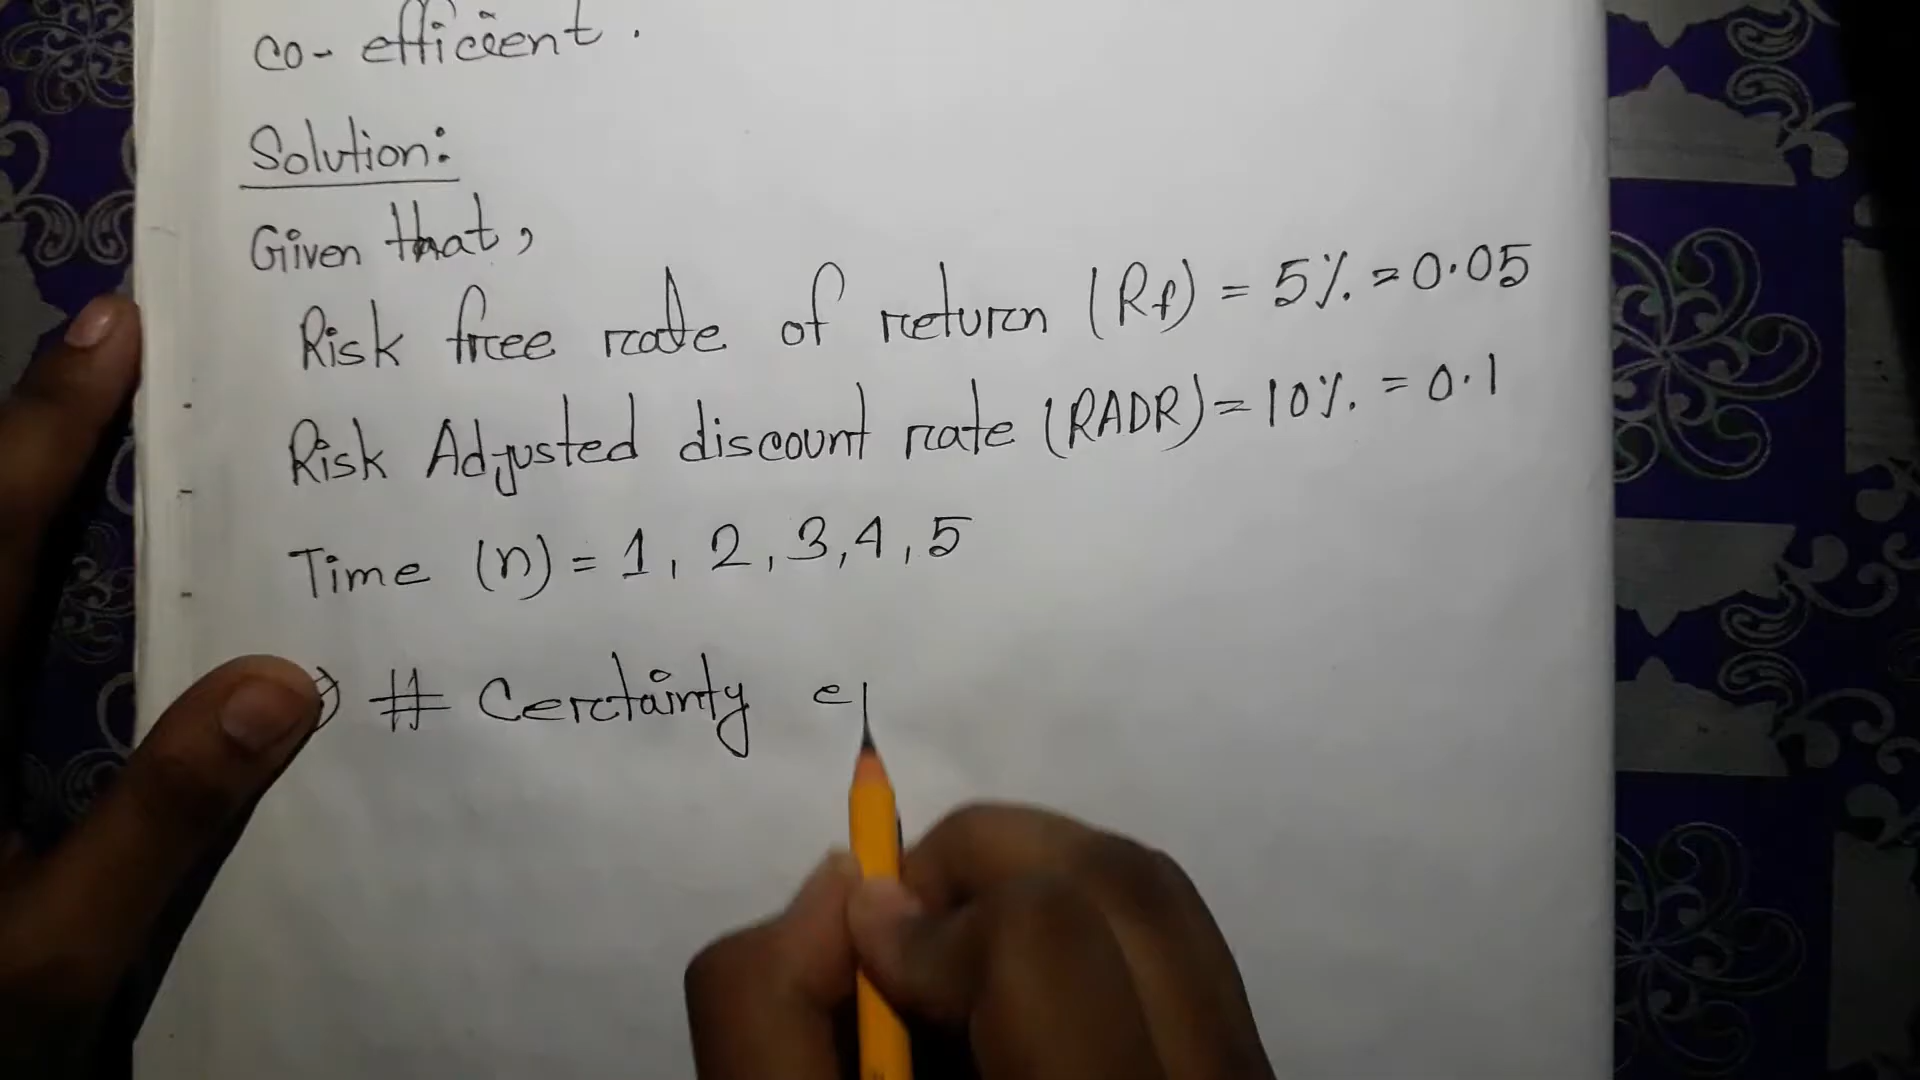 co-efficient.
Solution:
Given that,
Risk free rate of return (Rf) = 5% = 0.05
Risk Adjusted discount rate (RADR) = 10% = 0.1
Time (n) = 1, 2, 3, 4, 5
# Certainty